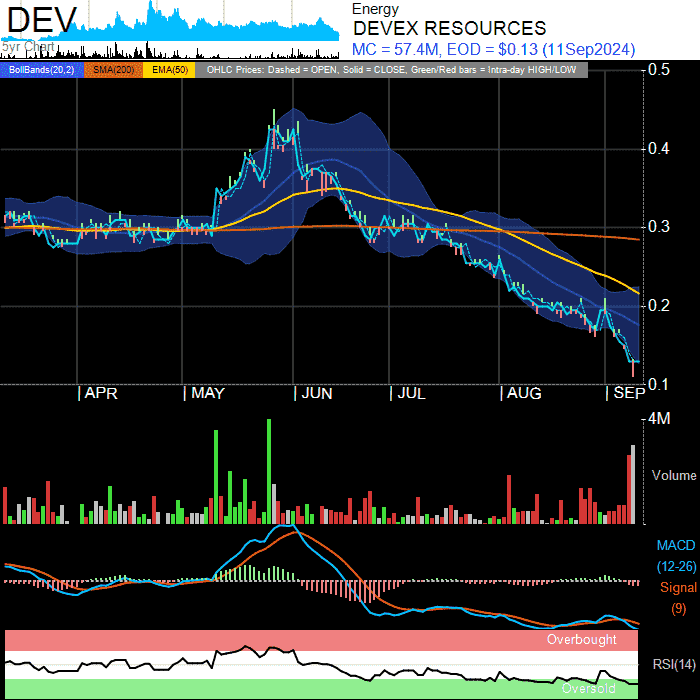 DEV
5yr Chart
Energy
DEVEX RESOURCES
MC = 57.4M, EOD = $0.13 (11Sep2024)
BollBands(20,2) SMA(200) EMA(50) OHLC Prices: Dashed = OPEN, Solid = CLOSE, Green/Red bars = Intra-day HIGH/LOW
0.5
0.4
0.3
0.2
0.1
APR MAY JUN JUL AUG SEP
4M
Volume
MACD
(12-26)
Signal
(9)
Overbought
RSI(14)
Oversold